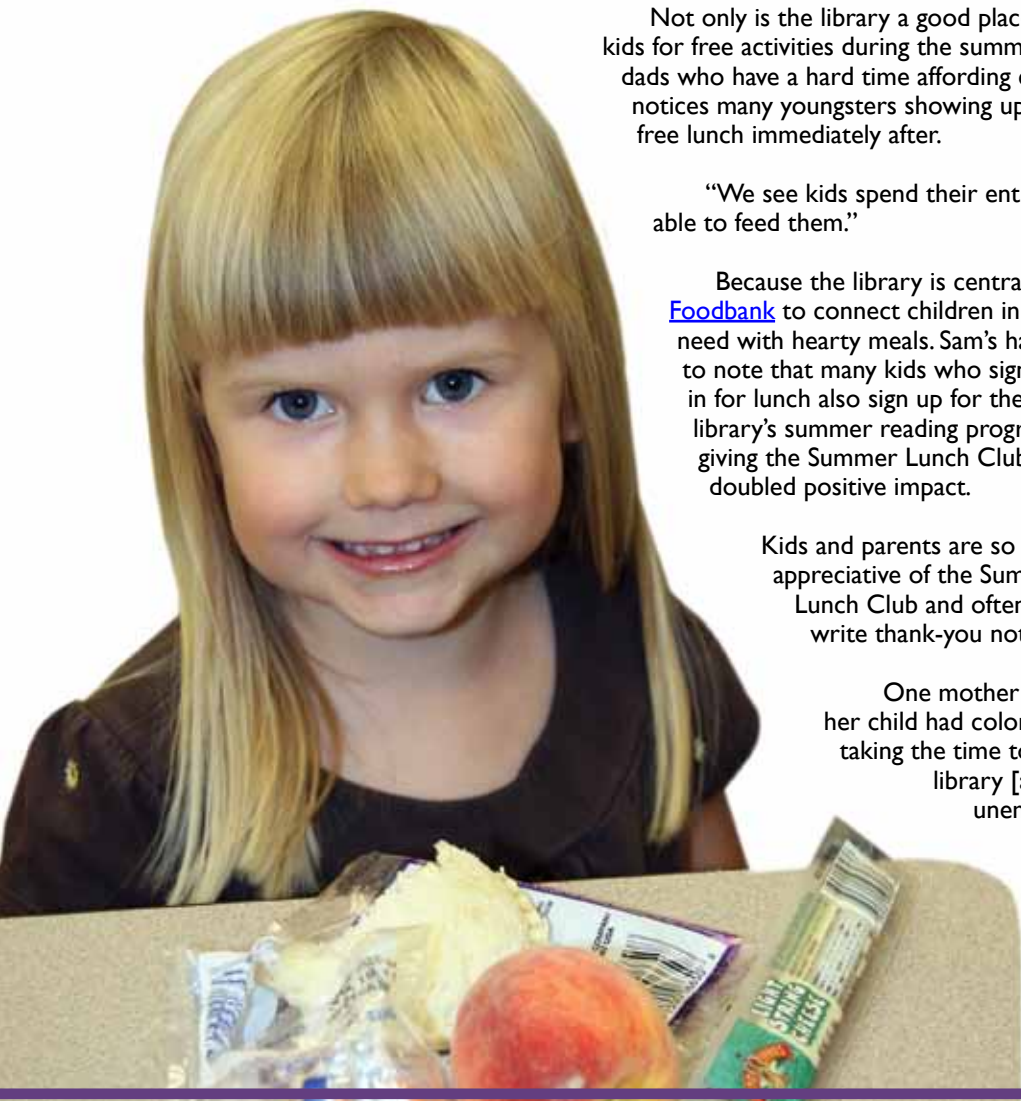 Not only is the library a good plac
kids for free activities during the summ
dads who have a hard time affording
notices many youngsters showing up
free lunch immediately after.
“We see kids spend their ent
able to feed them.”
Because the library is centra
Foodbank to connect children in
need with hearty meals. Sam’s ha
to note that many kids who sign
in for lunch also sign up for the
library’s summer reading progr
giving the Summer Lunch Club
doubled positive impact.
Kids and parents are so
appreciative of the Sum
Lunch Club and often
write thank-you not
One mother
her child had color
taking the time to
library [
unen
LIGHT
STRING
CHEESE